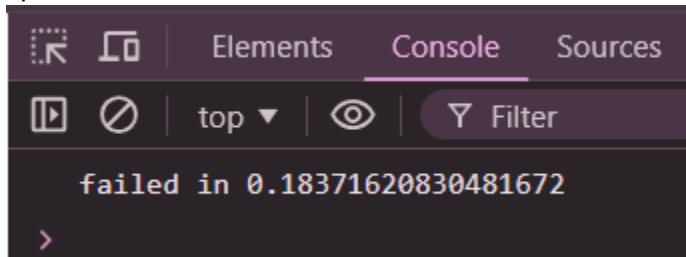 Elements Console Sources
top Filter
failed in 0.18371620830481672